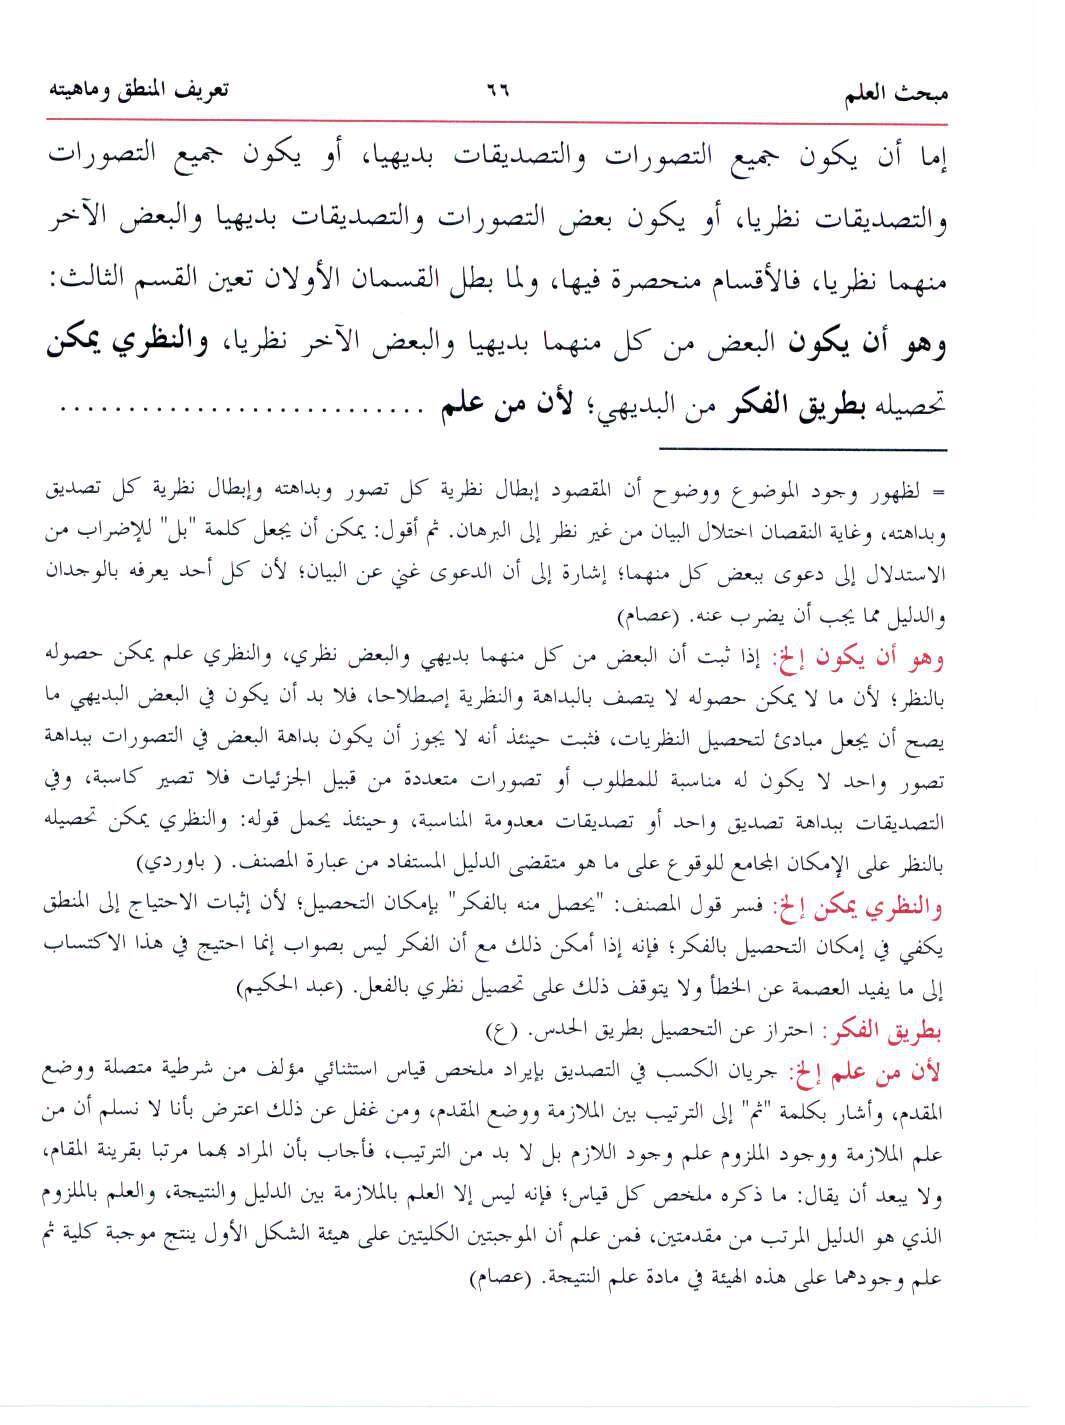 مبحث العلم ٦٦ تعريف المنطق وماهيته
إما أن يكون جميع التصورات والتصديقات بديهيا، أو يكون جميع التصورات
والتصديقات نظريا، أو يكون بعض التصورات والتصديقات بديهيا والبعض الآخر
منهما نظريا، فالأقسام منحصرة فيها، ولما بطل القسمان الأولان تعين القسم الثالث:
وهو أن يكون البعض من كل منهما بديهيا والبعض الآخر نظريا، والنظري يمكن
تحصيله بطريق الفكر من البديهي؛ لأن من علم ...........................
= لظهور وجود الموضوع ووضوح أن المقصود إبطال نظرية كل تصور وبداهته وإبطال نظرية كل تصديق
وبداهته، وغاية النقصان اختلال البيان من غير نظر إلى البرهان. ثم أقول: يمكن أن يجعل كلمة "بل" للإضراب من
الاستدلال إلى دعوى ببعض كل منهما؛ إشارة إلى أن الدعوى غني عن البيان؛ لأن كل أحد يعرفه بالوجدان
والدليل مما يجب أن يضرب عنه. (عصام)
وهو أن يكون إلخ: إذا ثبت أن البعض من كل منهما بديهي والبعض نظري، والنظري علم يمكن حصوله
بالنظر؛ لأن ما لا يمكن حصوله لا يتصف بالبداهة والنظرية إصطلاحا، فلا بد أن يكون في البعض البديهي ما
يصح أن يجعل مبادئ لتحصيل النظريات، فثبت حينئذ أنه لا يجوز أن يكون بداهة البعض في التصورات ببداهة
تصور واحد لا يكون له مناسبة للمطلوب أو تصورات متعددة من قبيل الجزئيات فلا تصير كاسبة، وفي
التصديقات ببداهة تصديق واحد أو تصديقات معدومة المناسبة، وحينئذ يحمل قوله: والنظري يمكن تحصيله
بالنظر على الإمكان المجامع للوقوع على ما هو متقضى الدليل المستفاد من عبارة المصنف. ( باوردي)
والنظري يمكن إلخ: فسر قول المصنف: "يحصل منه بالفكر" بإمكان التحصيل؛ لأن إثبات الاحتياج إلى المنطق
يكفي في إمكان التحصيل بالفكر؛ فإنه إذا أمكن ذلك مع أن الفكر ليس بصواب إنما احتيج في هذا الاكتساب
إلى ما يفيد العصمة عن الخطأ ولا يتوقف ذلك على تحصيل نظري بالفعل. (عبد الحكيم)
بطريق الفكر: احتراز عن التحصيل بطريق الحدس. (ع)
لأن من علم إلخ: جريان الكسب في التصديق بإيراد ملخص قياس استثنائي مؤلف من شرطية متصلة ووضع
المقدم، وأشار بكلمة "ثم" إلى الترتيب بين الملازمة ووضع المقدم، ومن غفل عن ذلك اعترض بأنا لا نسلم أن من
علم الملازمة ووجود الملزوم علم وجود اللازم بل لا بد من الترتيب، فأجاب بأن المراد بهما مرتبا بقرينة المقام،
ولا يبعد أن يقال: ما ذكره ملخص كل قياس؛ فإنه ليس إلا العلم بالملازمة بين الدليل والنتيجة، والعلم بالملزوم
الذي هو الدليل المرتب من مقدمتين، فمن علم أن الموجبتين الكليتين على هيئة الشكل الأول ينتج موجبة كلية ثم
علم وجودهما على هذه الهيئة في مادة علم النتيجة. (عصام)